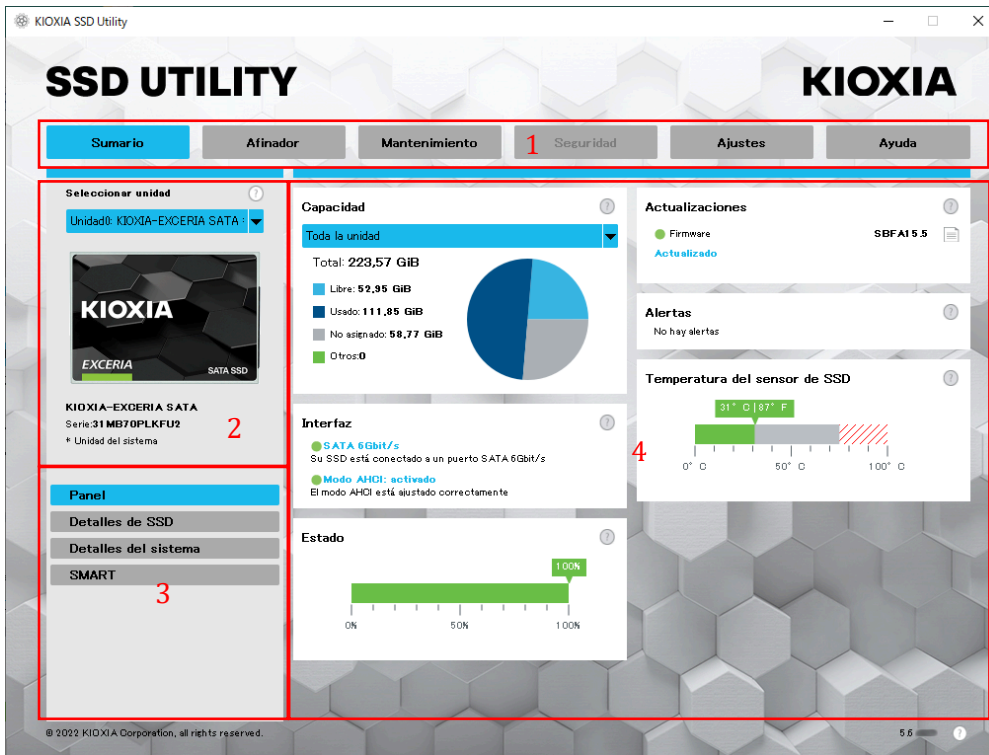 KIOXIA SSD Utility
SSD UTILITY
KIOXIA
Sumario
Afinador
Mantenimiento
1
Seguridad
Ajustes
Ayuda
Seleccionar unidad
?
Unidad0: KIOXIA-EXCERIA SATA
KIOXIA
EXCERIA
SATA SSD
KIOXIA-EXCERIA SATA
Serie:31MB70PLKFU2
* Unidad del sistema
2
Panel
Detalles de SSD
Detalles del sistema
SMART
3
Capacidad
?
Toda la unidad
Total: 223,57 GiB
Libre: 52,95 GiB
Usado: 111,85 GiB
No asignado: 58,77 GiB
Otros:0
Interfaz
?
SATA 6Gbit/s
Su SSD está conectado a un puerto SATA 6Gbit/s
Modo AHCI: activado
El modo AHCI está ajustado correctamente
Estado
?
100%
0% 50% 100%
Actualizaciones
?
Firmware SBFA15.5
Actualizado
Alertas
?
No hay alertas
Temperatura del sensor de SSD
?
31° C|87° F
0° C 50° C 100° C
4
© 2022 KIOXIA Corporation, all rights reserved.
5.6
?